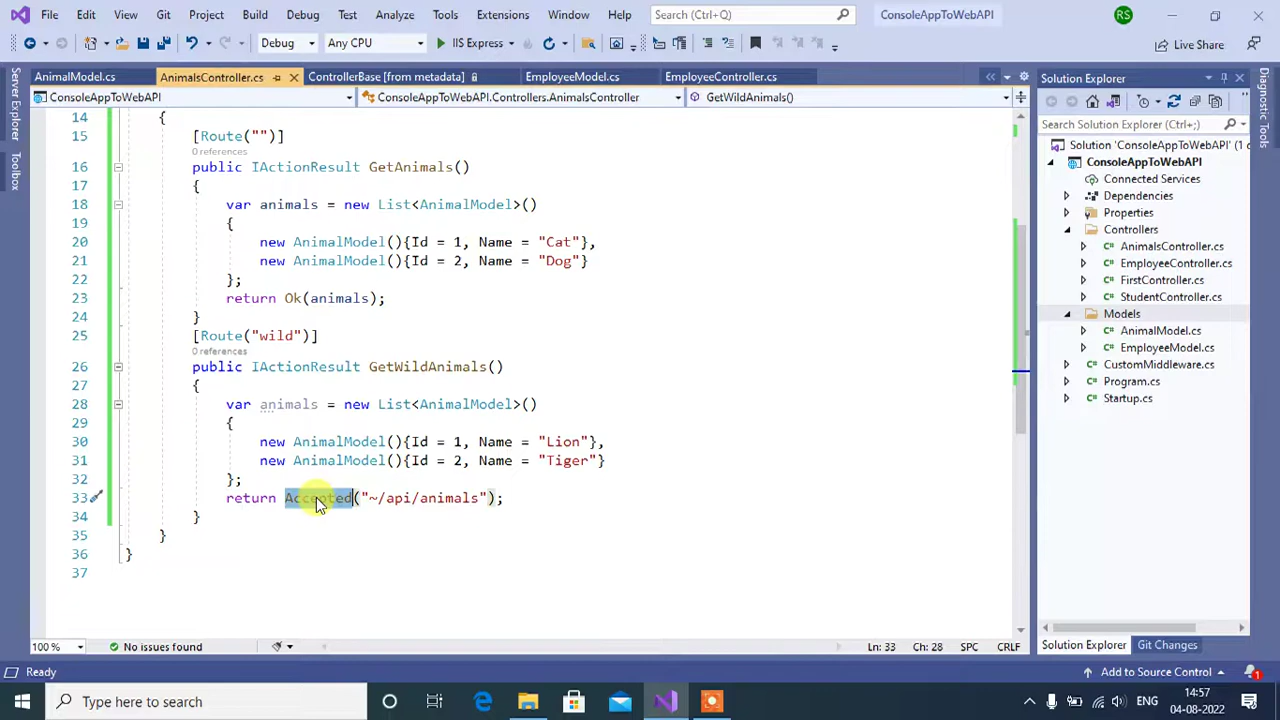 File Edit View Git Project Build Debug Test Analyze Tools Extensions Window Help Search (Ctrl+Q) ConsoleAppToWebAPI RS
Debug Any CPU IIS Express Live Share
AnimalModel.cs AnimalsController.cs ControllerBase [from metadata] EmployeeModel.cs EmployeeController.cs
ConsoleAppToWebAPI ConsoleAppToWebAPI.Controllers.AnimalsController GetWildAnimals()
Server Explorer
Toolbox
14 {
15 [Route("")]
0 references
16 public IActionResult GetAnimals()
17 {
18 var animals = new List<AnimalModel>()
19 {
20 new AnimalModel(){Id = 1, Name = "Cat"},
21 new AnimalModel(){Id = 2, Name = "Dog"}
22 };
23 return Ok(animals);
24 }
25 [Route("wild")]
0 references
26 public IActionResult GetWildAnimals()
27 {
28 var animals = new List<AnimalModel>()
29 {
30 new AnimalModel(){Id = 1, Name = "Lion"},
31 new AnimalModel(){Id = 2, Name = "Tiger"}
32 };
33 return Accepted("~/api/animals");
34 }
35 }
36 }
37
100 % No issues found Ln: 33 Ch: 28 SPC CRLF
Solution Explorer
Search Solution Explorer (Ctrl+;)
Solution 'ConsoleAppToWebAPI' (1 o
ConsoleAppToWebAPI
Connected Services
Dependencies
Properties
Controllers
C# AnimalsController.cs
C# EmployeeController.cs
C# FirstController.cs
C# StudentController.cs
Models
C# AnimalModel.cs
C# EmployeeModel.cs
C# CustomMiddleware.cs
C# Program.cs
C# Startup.cs
Solution Explorer Git Changes
Diagnostic Tools
Ready Add to Source Control 1
Type here to search ENG 14:57
04-08-2022